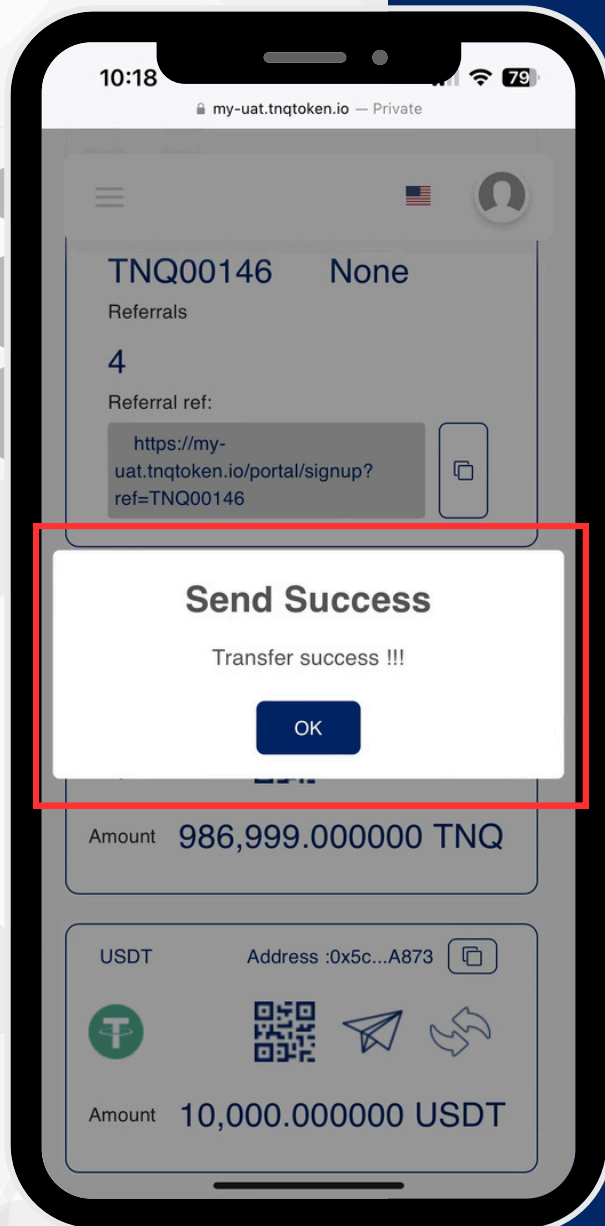 10:18
79
my-uat.tnqtoken.io — Private
TNQ00146 None
Referrals
4
Referral ref:
https://my-
uat.tnqtoken.io/portal/signup?
ref=TNQ00146
Send Success
Transfer success !!!
OK
Amount 986,999.000000 TNQ
USDT Address :0x5c...A873
Amount 10,000.000000 USDT